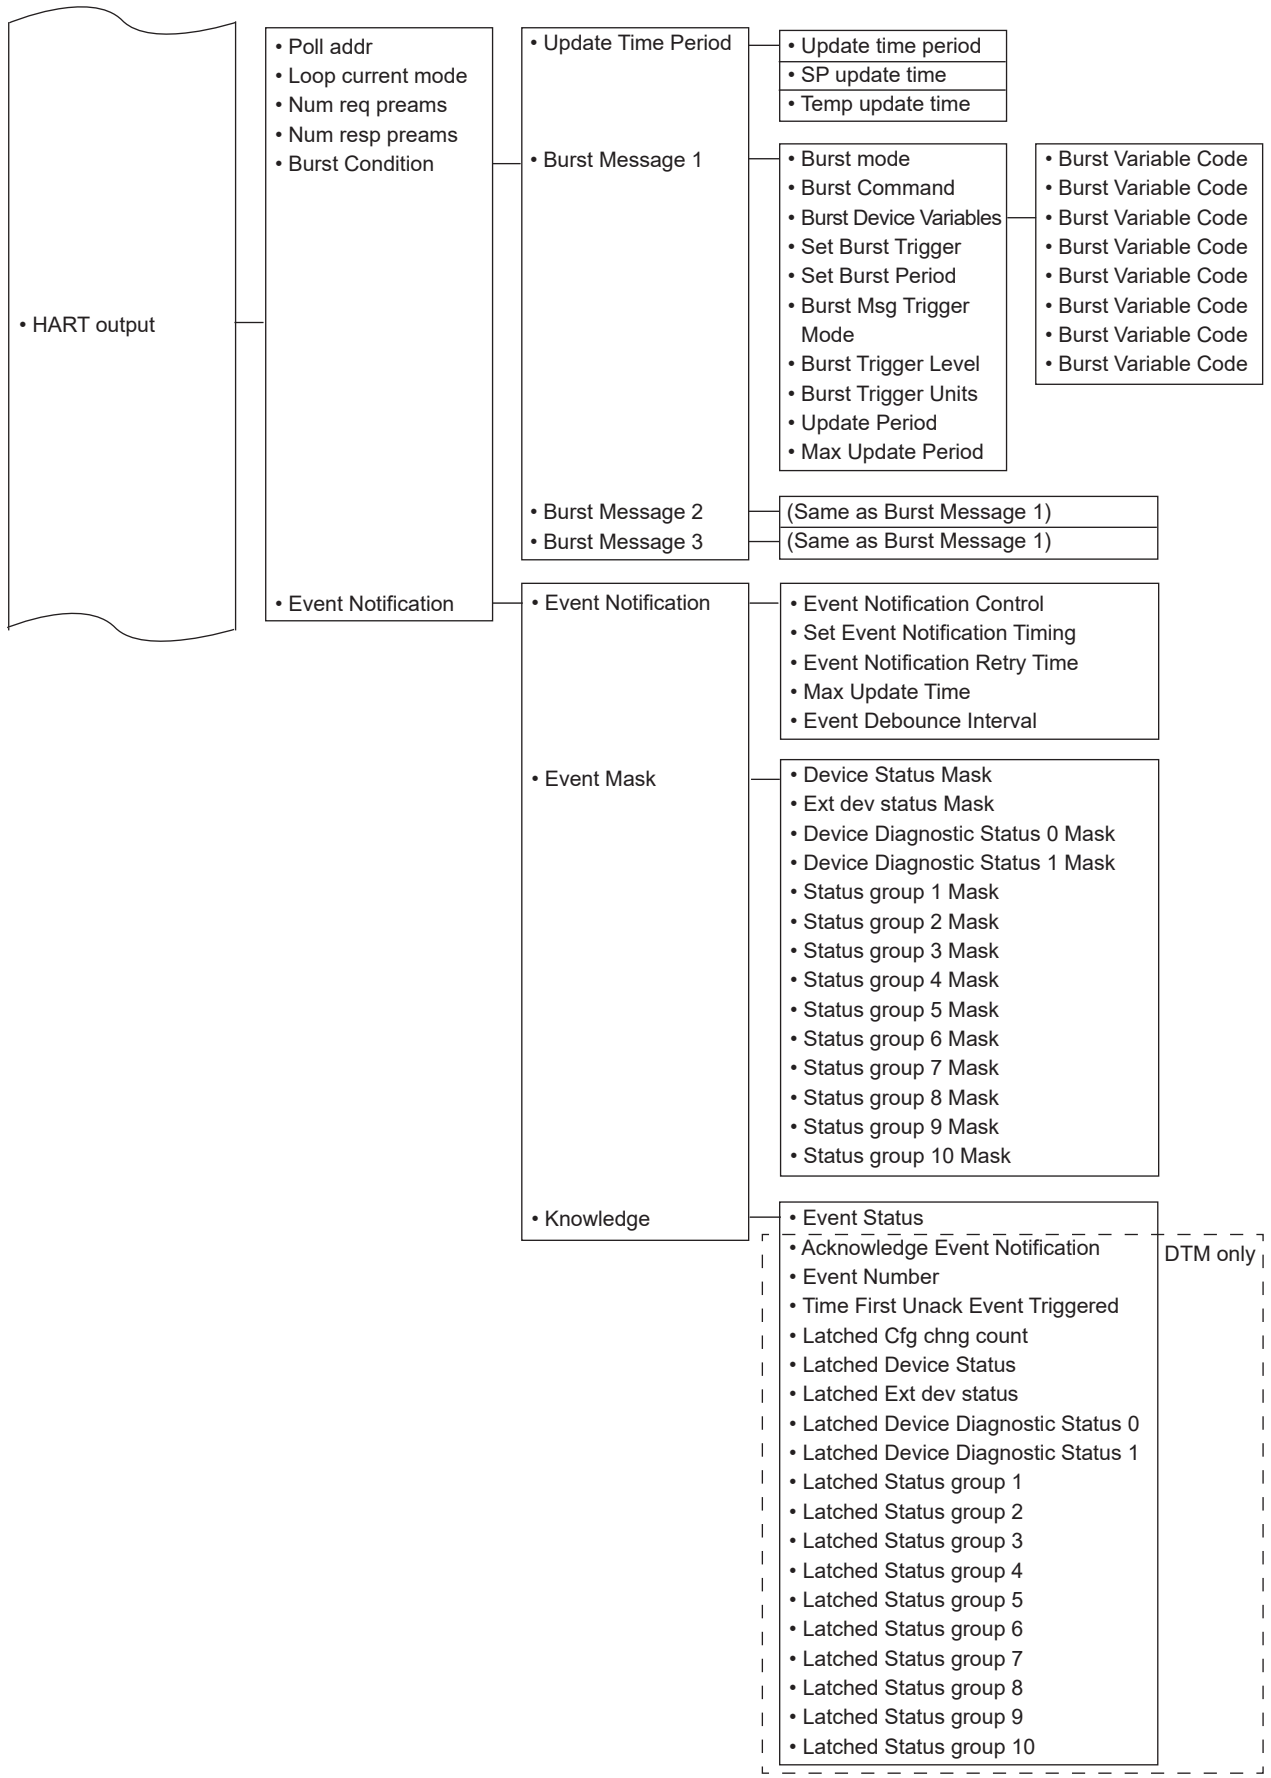 • HART output
• Poll addr
• Loop current mode
• Num req preams
• Num resp preams
• Burst Condition
• Event Notification
• Update Time Period
• Burst Message 1
• Burst Message 2
• Burst Message 3
• Update time period
• SP update time
• Temp update time
• Burst mode
• Burst Command
• Burst Device Variables
• Set Burst Trigger
• Set Burst Period
• Burst Msg Trigger
Mode
• Burst Trigger Level
• Burst Trigger Units
• Update Period
• Max Update Period
• Burst Variable Code
• Burst Variable Code
• Burst Variable Code
• Burst Variable Code
• Burst Variable Code
• Burst Variable Code
• Burst Variable Code
• Burst Variable Code
(Same as Burst Message 1)
(Same as Burst Message 1)
• Event Notification
• Event Mask
• Knowledge
• Event Notification Control
• Set Event Notification Timing
• Event Notification Retry Time
• Max Update Time
• Event Debounce Interval
• Device Status Mask
• Ext dev status Mask
• Device Diagnostic Status 0 Mask
• Device Diagnostic Status 1 Mask
• Status group 1 Mask
• Status group 2 Mask
• Status group 3 Mask
• Status group 4 Mask
• Status group 5 Mask
• Status group 6 Mask
• Status group 7 Mask
• Status group 8 Mask
• Status group 9 Mask
• Status group 10 Mask
• Event Status
• Acknowledge Event Notification
• Event Number
• Time First Unack Event Triggered
• Latched Cfg chng count
• Latched Device Status
• Latched Ext dev status
• Latched Device Diagnostic Status 0
• Latched Device Diagnostic Status 1
• Latched Status group 1
• Latched Status group 2
• Latched Status group 3
• Latched Status group 4
• Latched Status group 5
• Latched Status group 6
• Latched Status group 7
• Latched Status group 8
• Latched Status group 9
• Latched Status group 10
DTM only